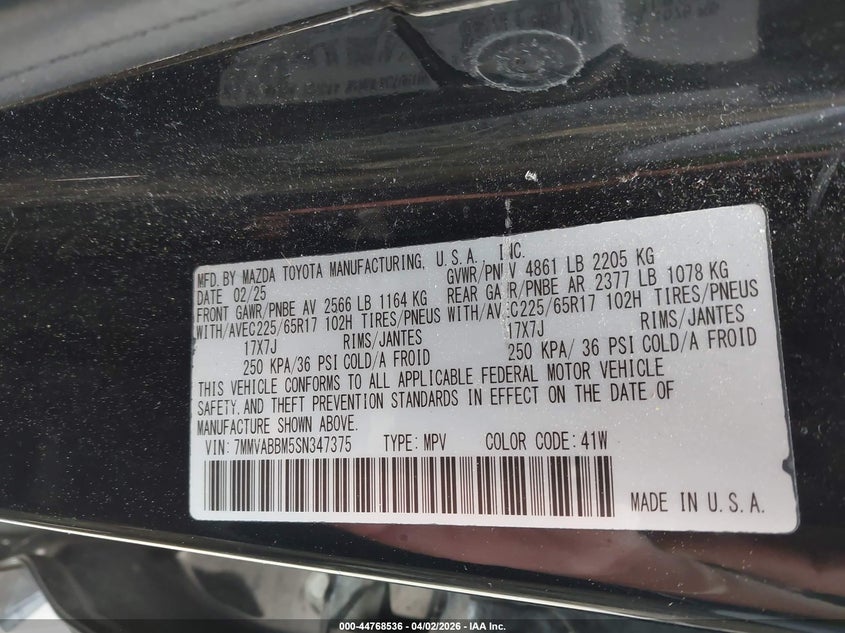 MFD.BY MAZDA TOYOTA MANUFACTURING, U.S.A., INC.
DATE 02/25 GVWR/PNBV 4861 LB 2205 KG
FRONT GAWR/PNBE AV 2566 LB 1164 KG REAR GAWR/PNBE AR 2377 LB 1078 KG
WITH/AVEC225/65R17 102H TIRES/PNEUS WITH/AVEC225/65R17 102H TIRES/PNEUS
17X7J RIMS/JANTES 17X7J RIMS/JANTES
250 KPA/36 PSI COLD/A FROID 250 KPA/ 36 PSI COLD/A FROID
THIS VEHICLE CONFORMS TO ALL APPLICABLE FEDERAL MOTOR VEHICLE
SAFETY, AND THEFT PREVENTION STANDARDS IN EFFECT ON THE DATE OF
MANUFACTURE SHOWN ABOVE.
VIN: 7MMVABBM5SN347375 TYPE: MPV COLOR CODE: 41W
MADE IN U.S.A.
000-44768536 - 04/02/2026 - IAA Inc.